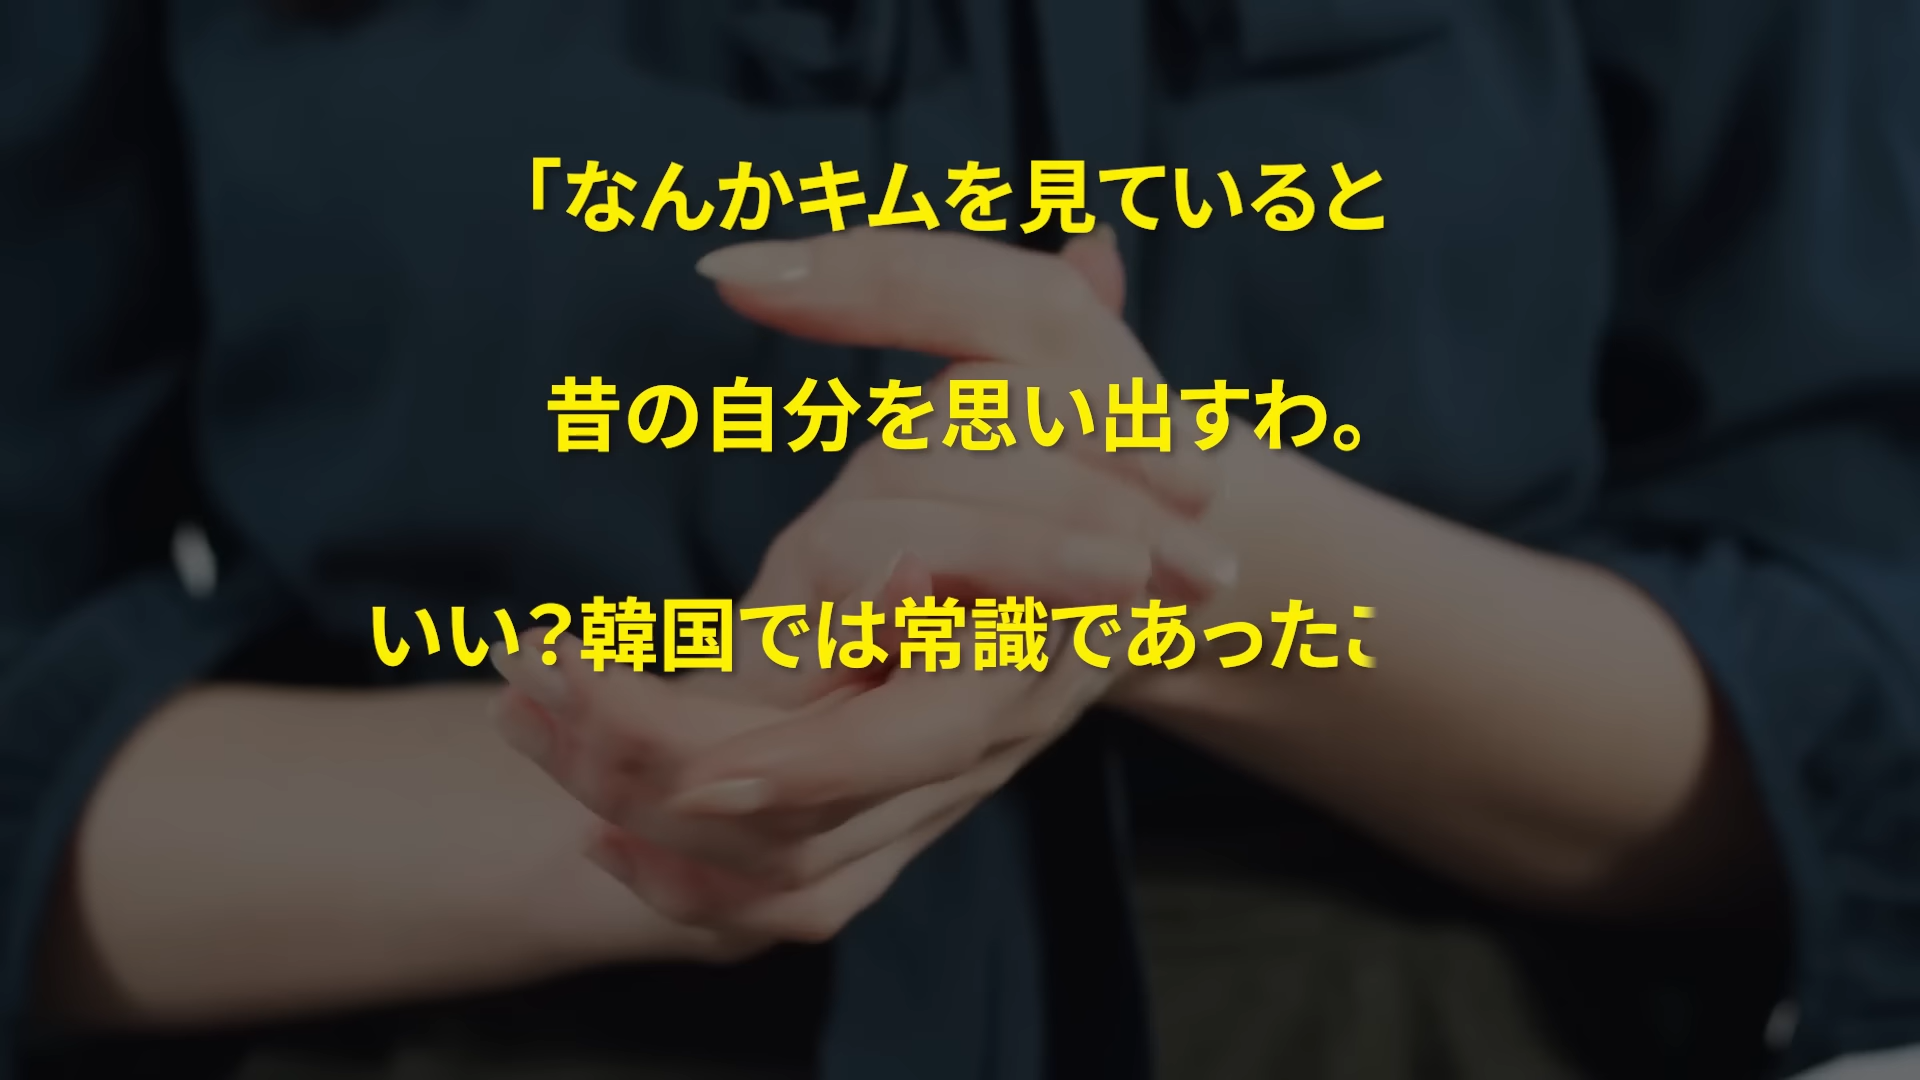 「なんかキムを見ていると
昔の自分を思い出すわ。
いい?韓国では常識であった